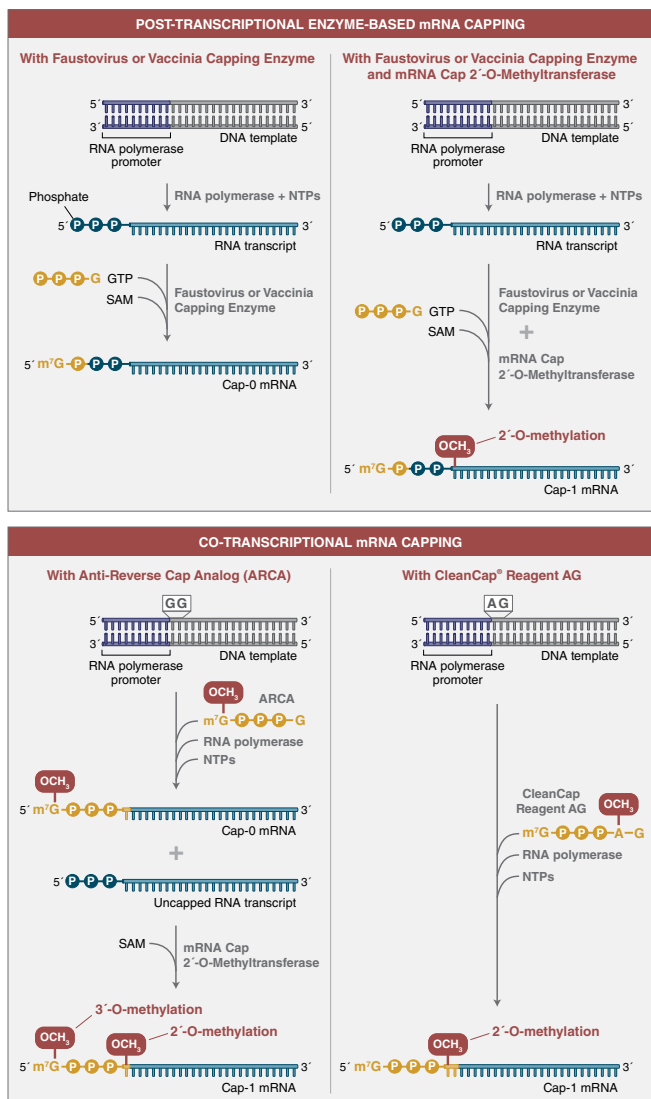 POST-TRANSCRIPTIONAL ENZYME-BASED mRNA CAPPING
With Faustovirus or Vaccinia Capping Enzyme
5´ 3´
3´ 5´
DNA template
RNA polymerase
promoter
RNA polymerase + NTPs
Phosphate
5´ P P P 3´
RNA transcript
P P P G GTP
SAM
Faustovirus or Vaccinia
Capping Enzyme
5´ m⁷G P P P 3´
Cap-0 mRNA
With Faustovirus or Vaccinia Capping Enzyme
and mRNA Cap 2´-O-Methyltransferase
5´ 3´
3´ 5´
DNA template
RNA polymerase
promoter
RNA polymerase + NTPs
5´ P P P 3´
RNA transcript
P P P G GTP
SAM
Faustovirus or Vaccinia
Capping Enzyme
+
mRNA Cap
2´-O-Methyltransferase
OCH₃ 2´-O-methylation
5´ m⁷G P P P 3´
Cap-1 mRNA
CO-TRANSCRIPTIONAL mRNA CAPPING
With Anti-Reverse Cap Analog (ARCA)
GG
5´ 3´
3´ 5´
DNA template
RNA polymerase
promoter
OCH₃ ARCA
m⁷G P P P G
RNA polymerase
NTPs
OCH₃
5´ m⁷G P P P 3´
Cap-0 mRNA
+
5´ P P P 3´
Uncapped RNA transcript
SAM
mRNA Cap
2´-O-Methyltransferase
3´-O-methylation
2´-O-methylation
OCH₃ OCH₃
5´ m⁷G P P P 3´
Cap-1 mRNA
With CleanCap® Reagent AG
AG
5´ 3´
3´ 5´
DNA template
RNA polymerase
promoter
CleanCap
Reagent AG
OCH₃
m⁷G P P P A G
RNA polymerase
NTPs
OCH₃ 2´-O-methylation
5´ m⁷G P P P 3´
Cap-1 mRNA